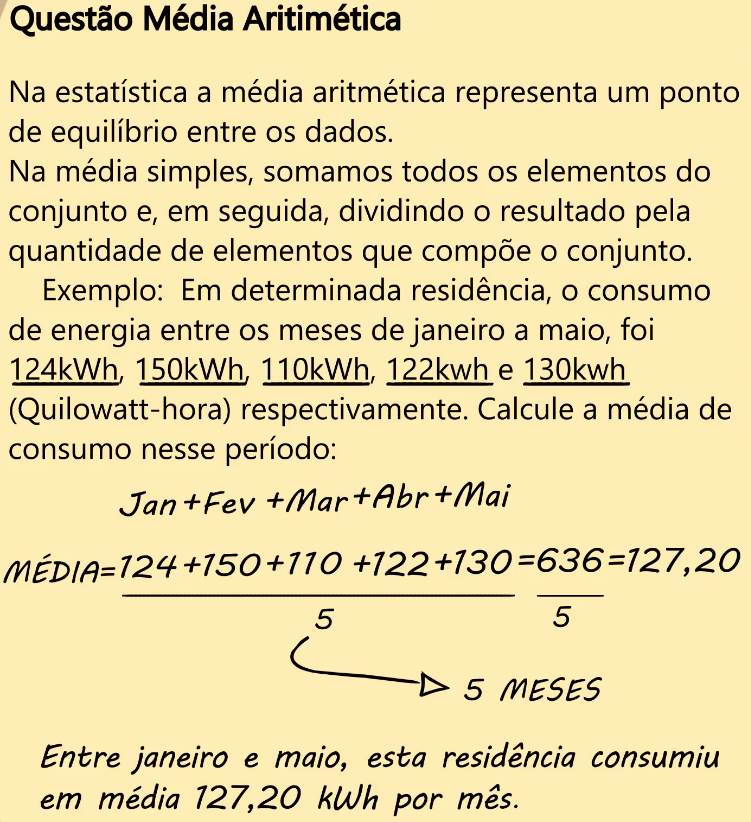 Questão Média Aritimética
Na estatística a média aritmética representa um ponto
de equilíbrio entre os dados.
Na média simples, somamos todos os elementos do
conjunto e, em seguida, dividindo o resultado pela
quantidade de elementos que compõe o conjunto.
Exemplo: Em determinada residência, o consumo
de energia entre os meses de janeiro a maio, foi
124kWh, 150kWh, 110kWh, 122kwh e 130kwh
(Quilowatt-hora) respectivamente. Calcule a média de
consumo nesse período:
Jan+Fev +Mar+Abr+Mai
MÉDIA=124+150+110 +122+130=636=127,20
5 5
5 MESES
Entre janeiro e maio, esta residência consumiu
em média 127,20 kWh por mês.